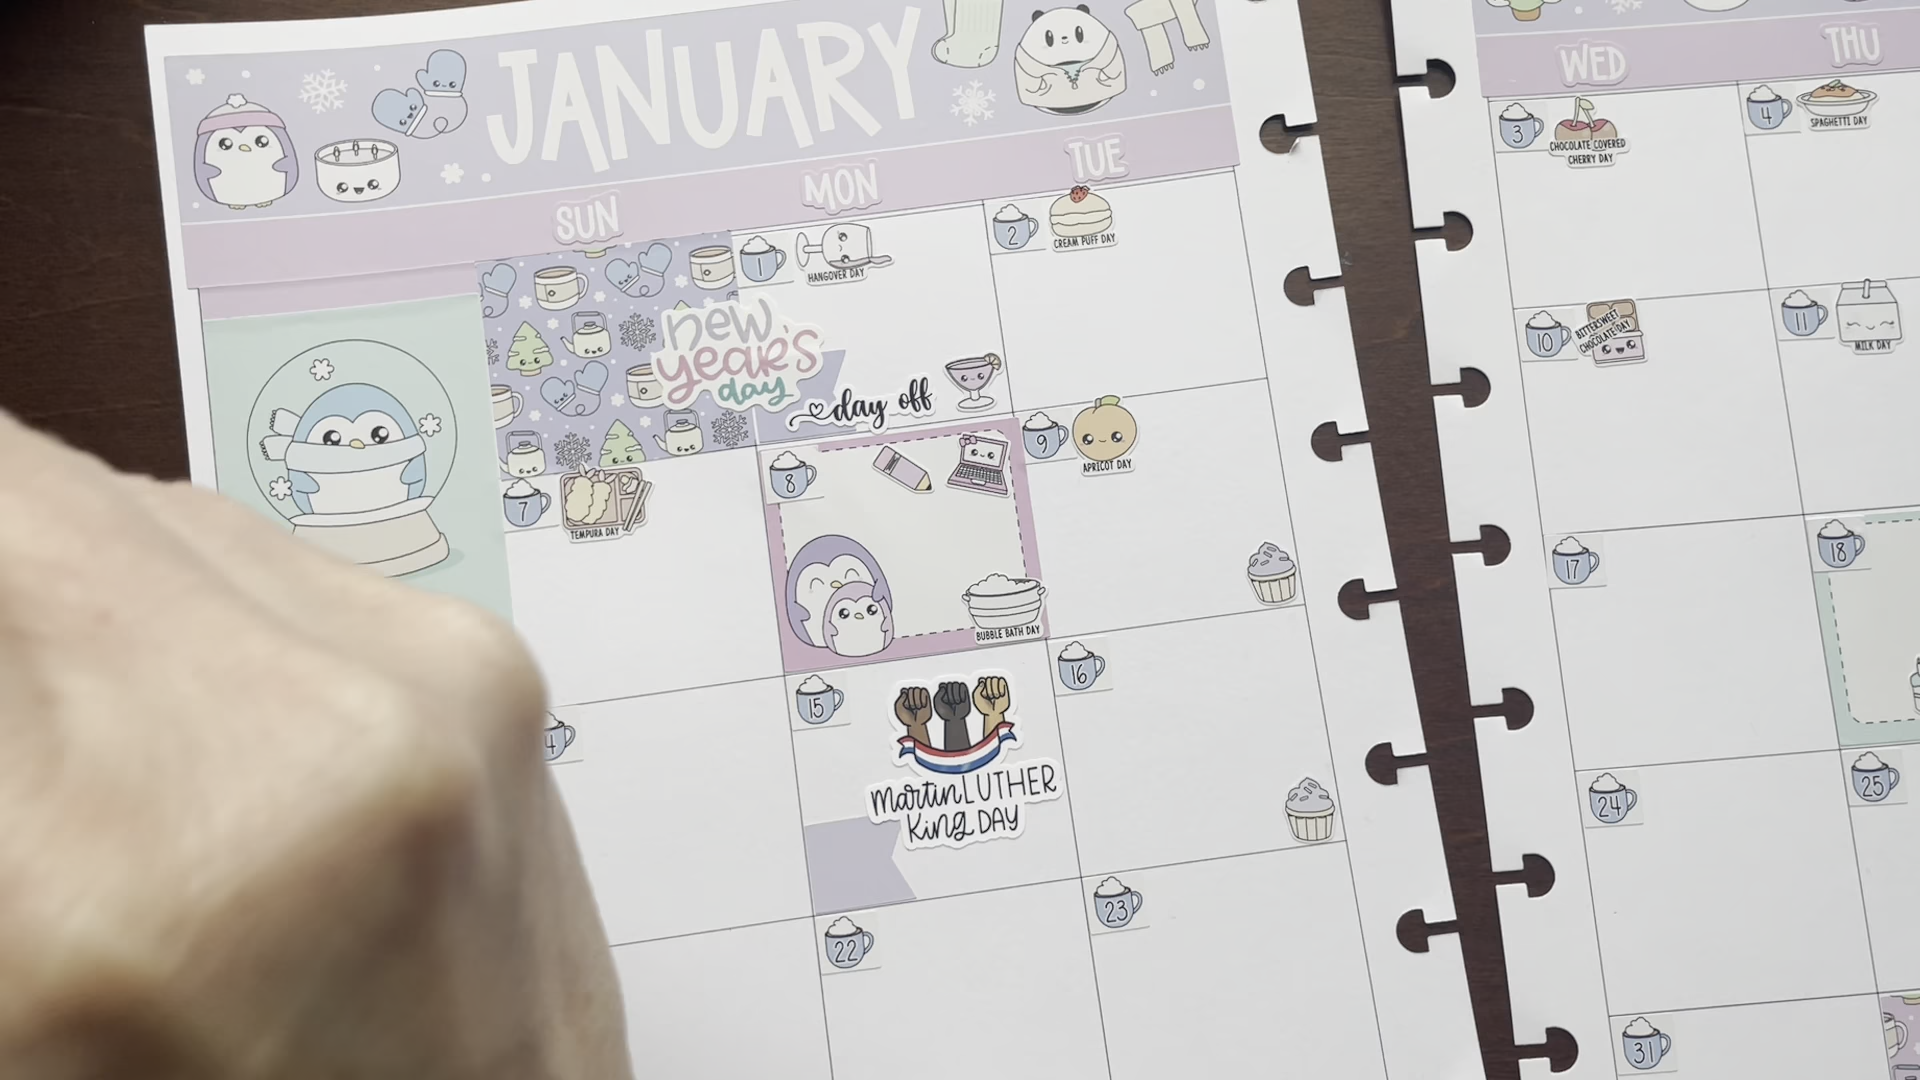 JANUARY
SUN
MON
TUE
WED
THU
1
HANGOVER DAY
2
CREAM PUFF DAY
3
CHOCOLATE COVERED
CHERRY DAY
4
SPAGHETTI DAY
new
year's
day
day off
7
TEMPURA DAY
8
BUBBLE BATH DAY
9
APRICOT DAY
10
BITTERSWEET
CHOCOLATE DAY
11
MILK DAY
4
15
martin LUTHER
King DAY
16
17
18
22
23
24
25
31